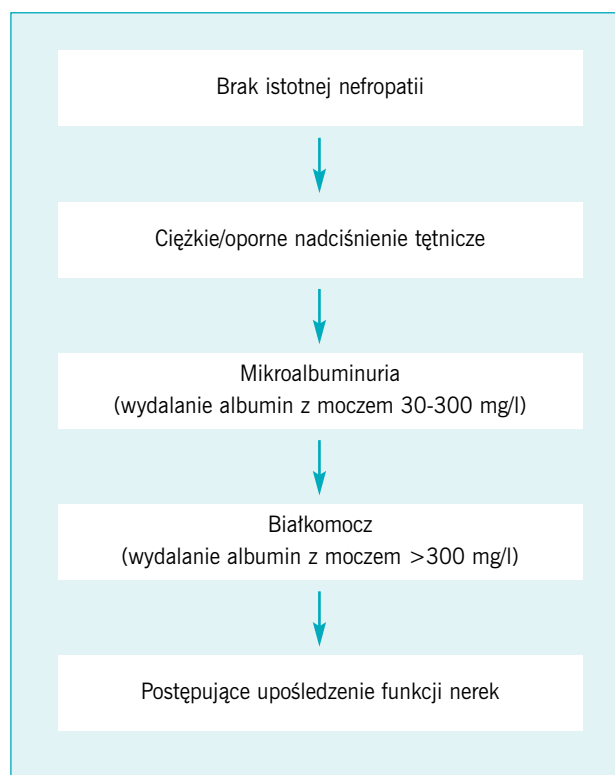 Brak istotnej nefropatii
Ciężkie/oporne nadciśnienie tętnicze
Mikroalbuminuria
(wydalanie albumin z moczem 30-300 mg/l)
Białkomocz
(wydalanie albumin z moczem >300 mg/l)
Postępujące upośledzenie funkcji nerek